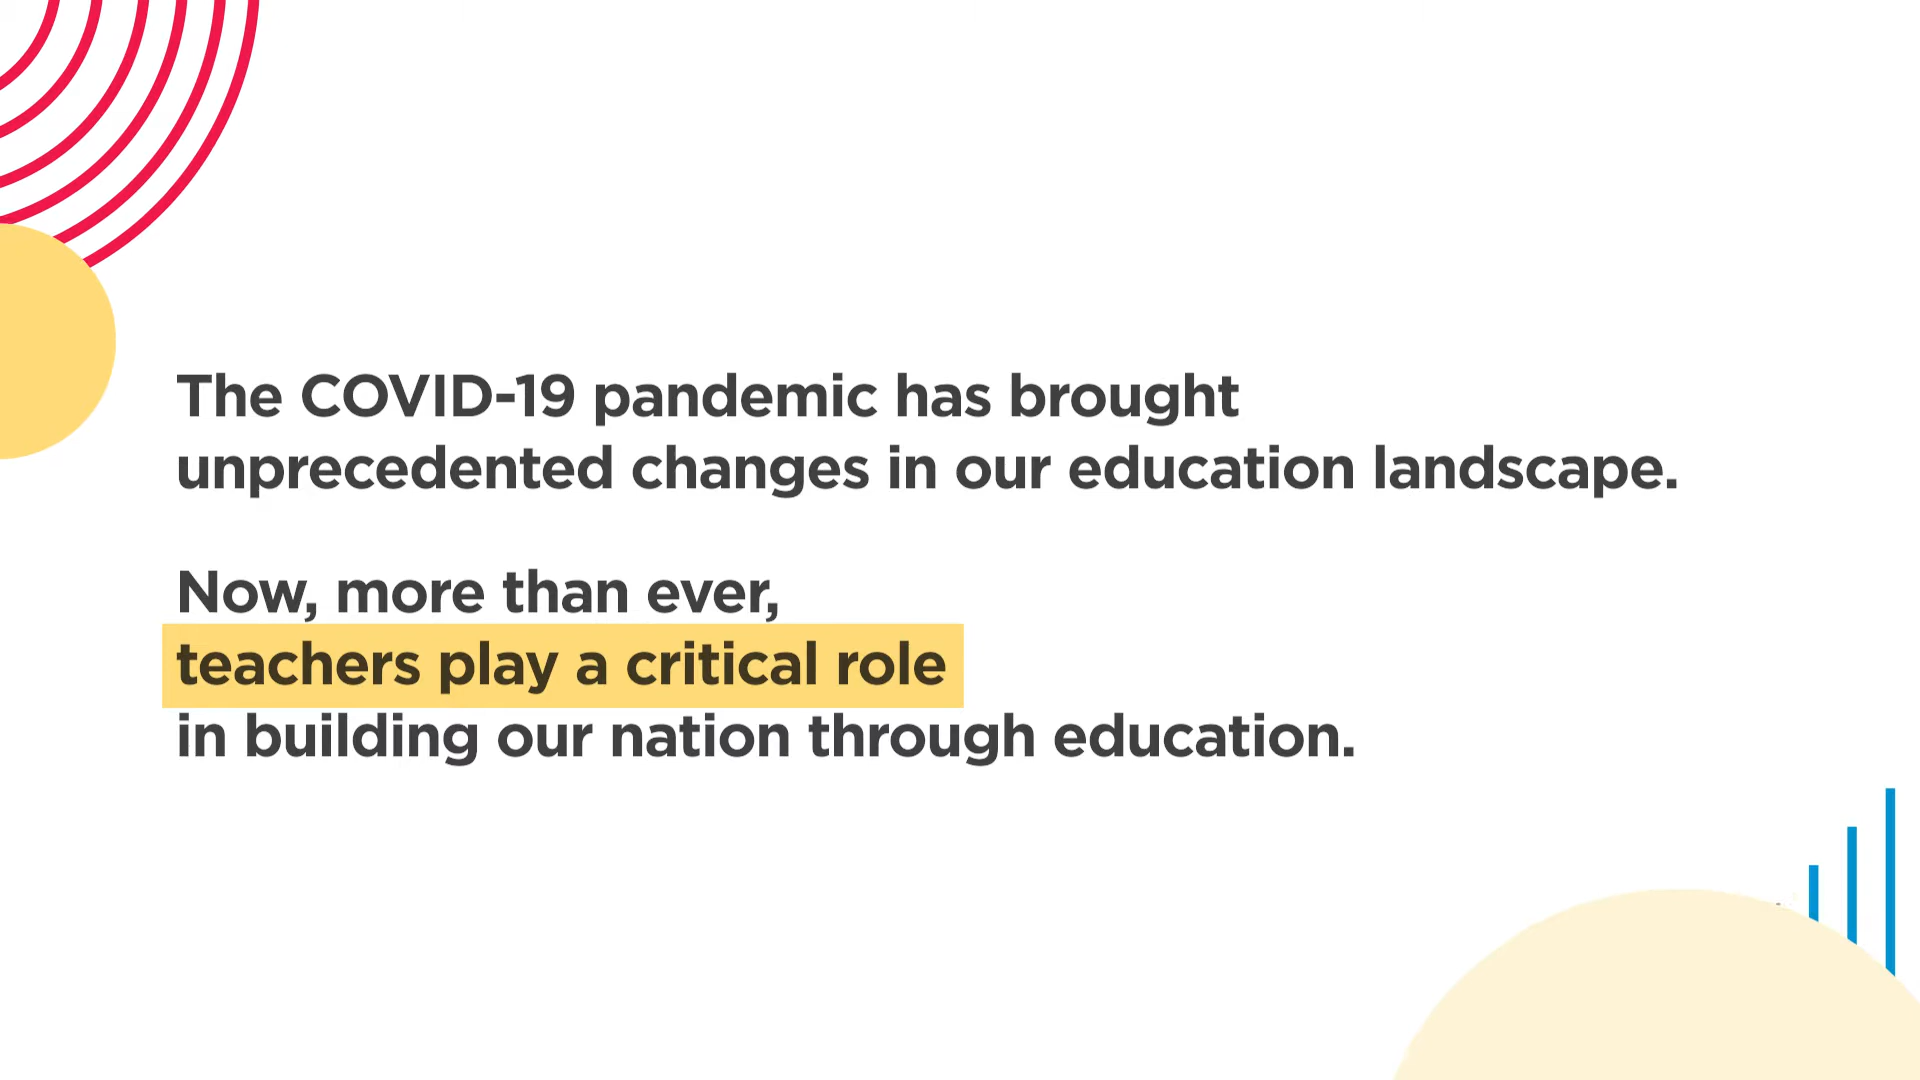 The COVID-19 pandemic has brought
unprecedented changes in our education landscape.
Now, more than ever,
teachers play a critical role
in building our nation through education.